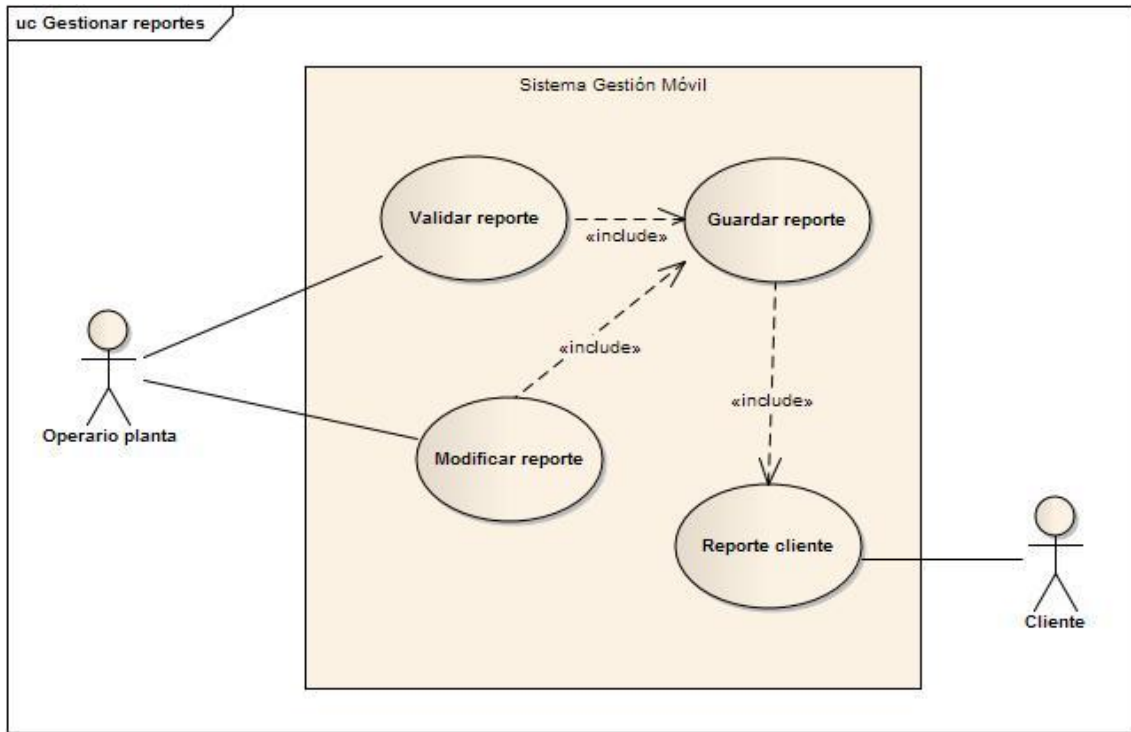 uc Gestionar reportes
Sistema Gestión Móvil
Validar reporte
«include»
Guardar reporte
«include»
«include»
Operario planta
Modificar reporte
Reporte cliente
Cliente